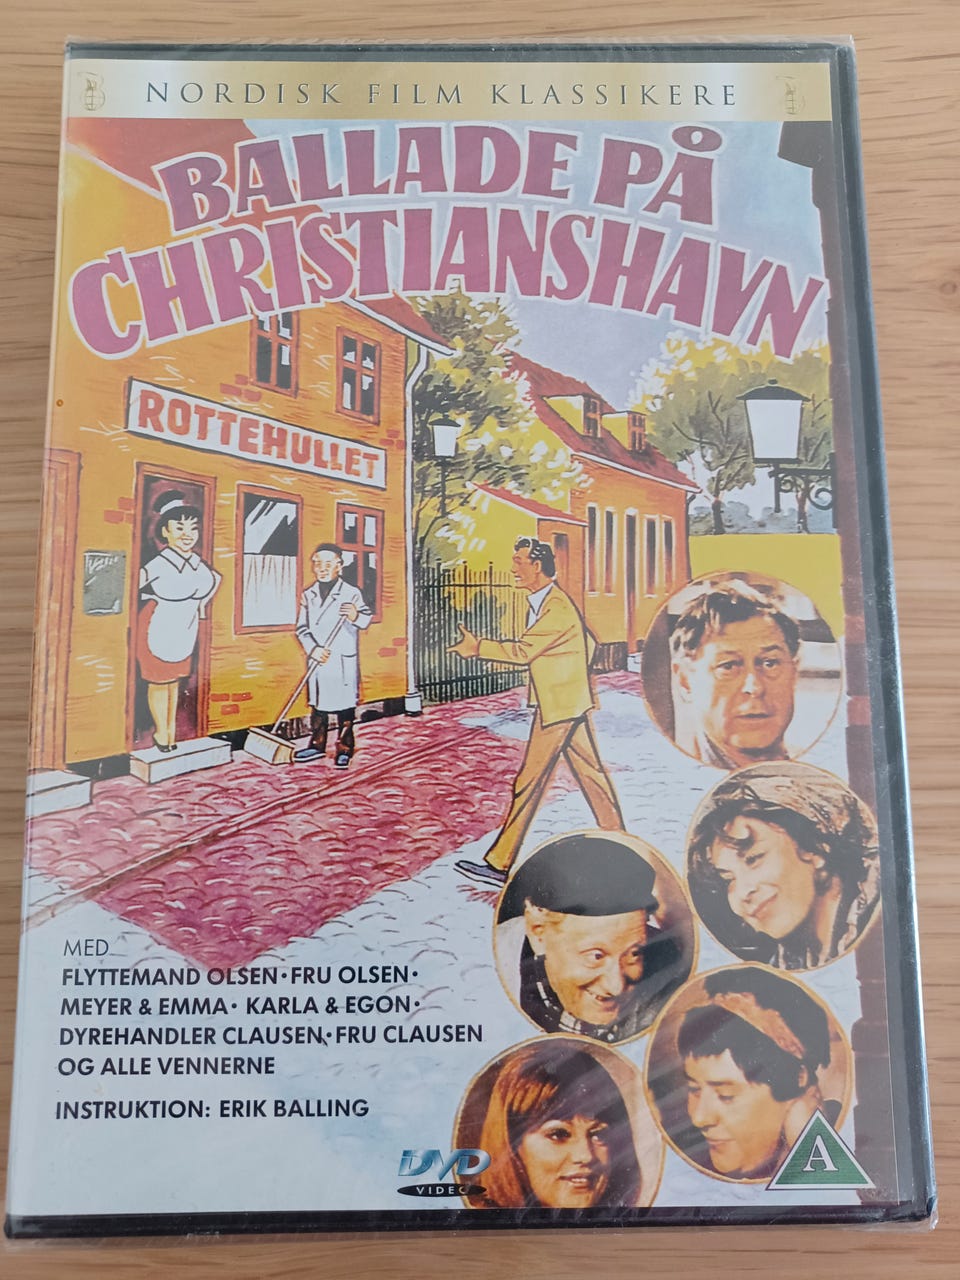 NORDISK FILM KLASSIKERE
BALLADE PÅ
CHRISTIANSHAVN
ROTTEHULLET
MED
FLYTTEMAND OLSEN • FRU OLSEN •
MEYER & EMMA • KARLA & EGON •
DYREHANDLER CLAUSEN • FRU CLAUSEN
OG ALLE VENNERNE
INSTRUKTION: ERIK BALLING
DVD
VIDEO
A